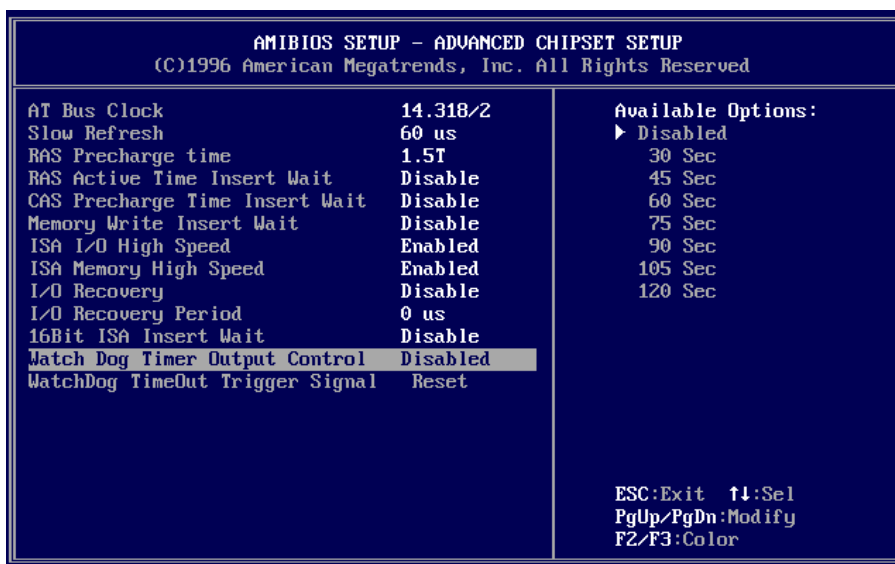 AMIBIOS SETUP - ADVANCED CHIPSET SETUP
(C)1996 American Megatrends, Inc. All Rights Reserved
AT Bus Clock 14.318/2
Slow Refresh 60 us
RAS Precharge time 1.5T
RAS Active Time Insert Wait Disable
CAS Precharge Time Insert Wait Disable
Memory Write Insert Wait Disable
ISA I/O High Speed Enabled
ISA Memory High Speed Enabled
I/O Recovery Disable
I/O Recovery Period 0 us
16Bit ISA Insert Wait Disable
Watch Dog Timer Output Control Disabled
WatchDog TimeOut Trigger Signal Reset
Available Options:
▶ Disabled
30 Sec
45 Sec
60 Sec
75 Sec
90 Sec
105 Sec
120 Sec
ESC:Exit ↑↓:Sel
PgUp/PgDn:Modify
F2/F3:Color